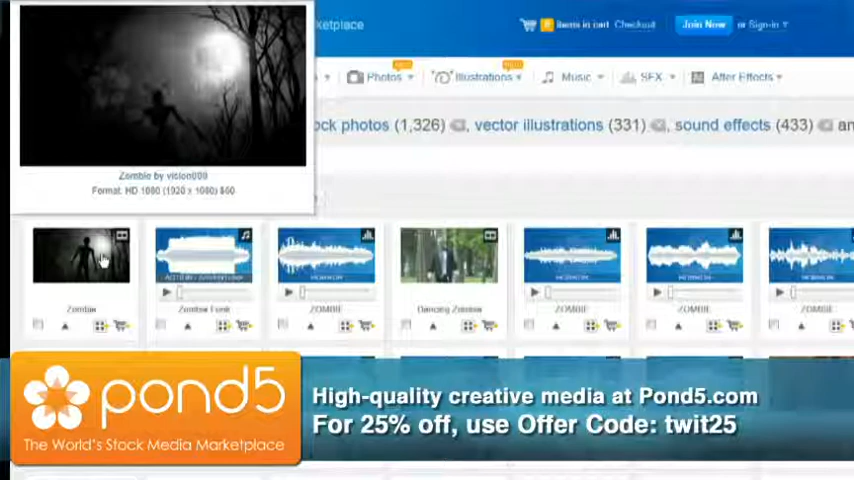 ketplace
items in cart Checkout
Join Now or Sign-in
Photos
Illustrations
Music
SFX
After Effects
ock photos (1,326) vector illustrations (331) , sound effects (433) an
Zombie by vision009
Format: HD 1080 (1920 x 1080) $50
Zombie
Zombie Funk
ZOMBIE
Dancing Zombie
ZOMBIE
ZOMBIE
ZOMBIE
pond5
The World's Stock Media Marketplace
High-quality creative media at Pond5.com
For 25% off, use Offer Code: twit25